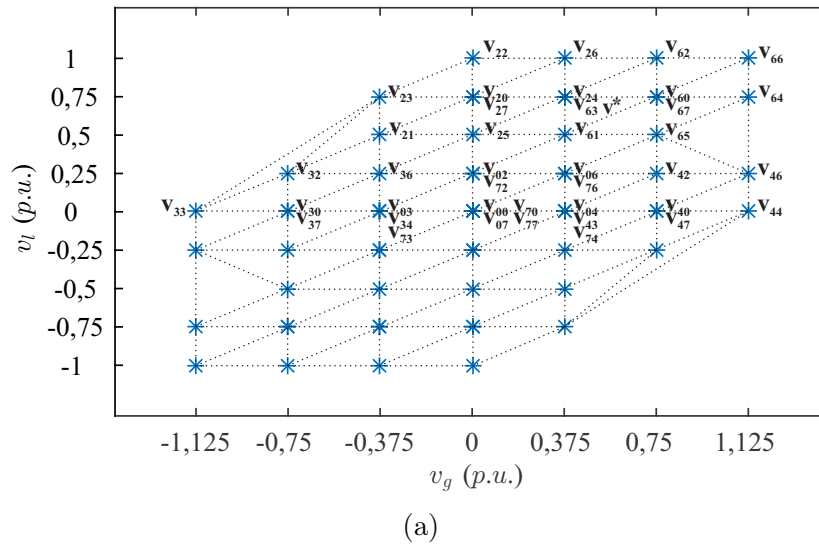 1 v₂₂ v₂₆ v₆₂ v₆₆
0,75 v₂₃ v₂₀ v₂₄ v₆₀ v₆₄
v₂₇ v₆₃ v* v₆₇
0,5 v₂₁ v₂₅ v₆₁ v₆₅
0,25 v₃₂ v₃₆ v₀₂ v₀₆ v₄₂ v₄₆
v₇₂ v₇₆
0 v₃₃ v₃₀ v₀₃ v₀₀ v₇₀ v₀₄ v₄₀ v₄₄
v₃₇ v₃₄ v₀₇ v₇₇ v₄₃ v₄₇
v₇₃ v₇₄
-0,25
-0,5
-0,75
-1
v_l (p.u.)
-1,125 -0,75 -0,375 0 0,375 0,75 1,125
v_g (p.u.)
(a)